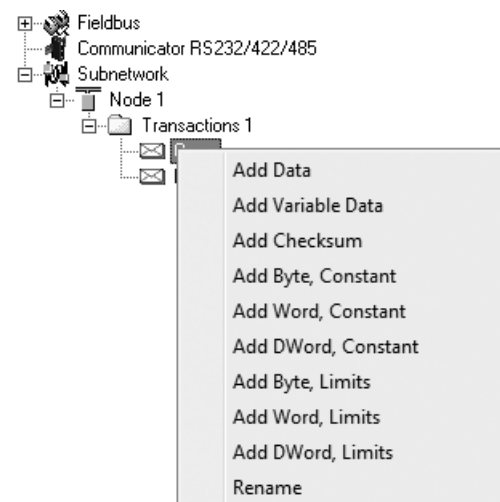 Fieldbus
Communicator RS232/422/485
Subnetwork
Node 1
Transactions 1
Add Data
Add Variable Data
Add Checksum
Add Byte, Constant
Add Word, Constant
Add DWord, Constant
Add Byte, Limits
Add Word, Limits
Add DWord, Limits
Rename